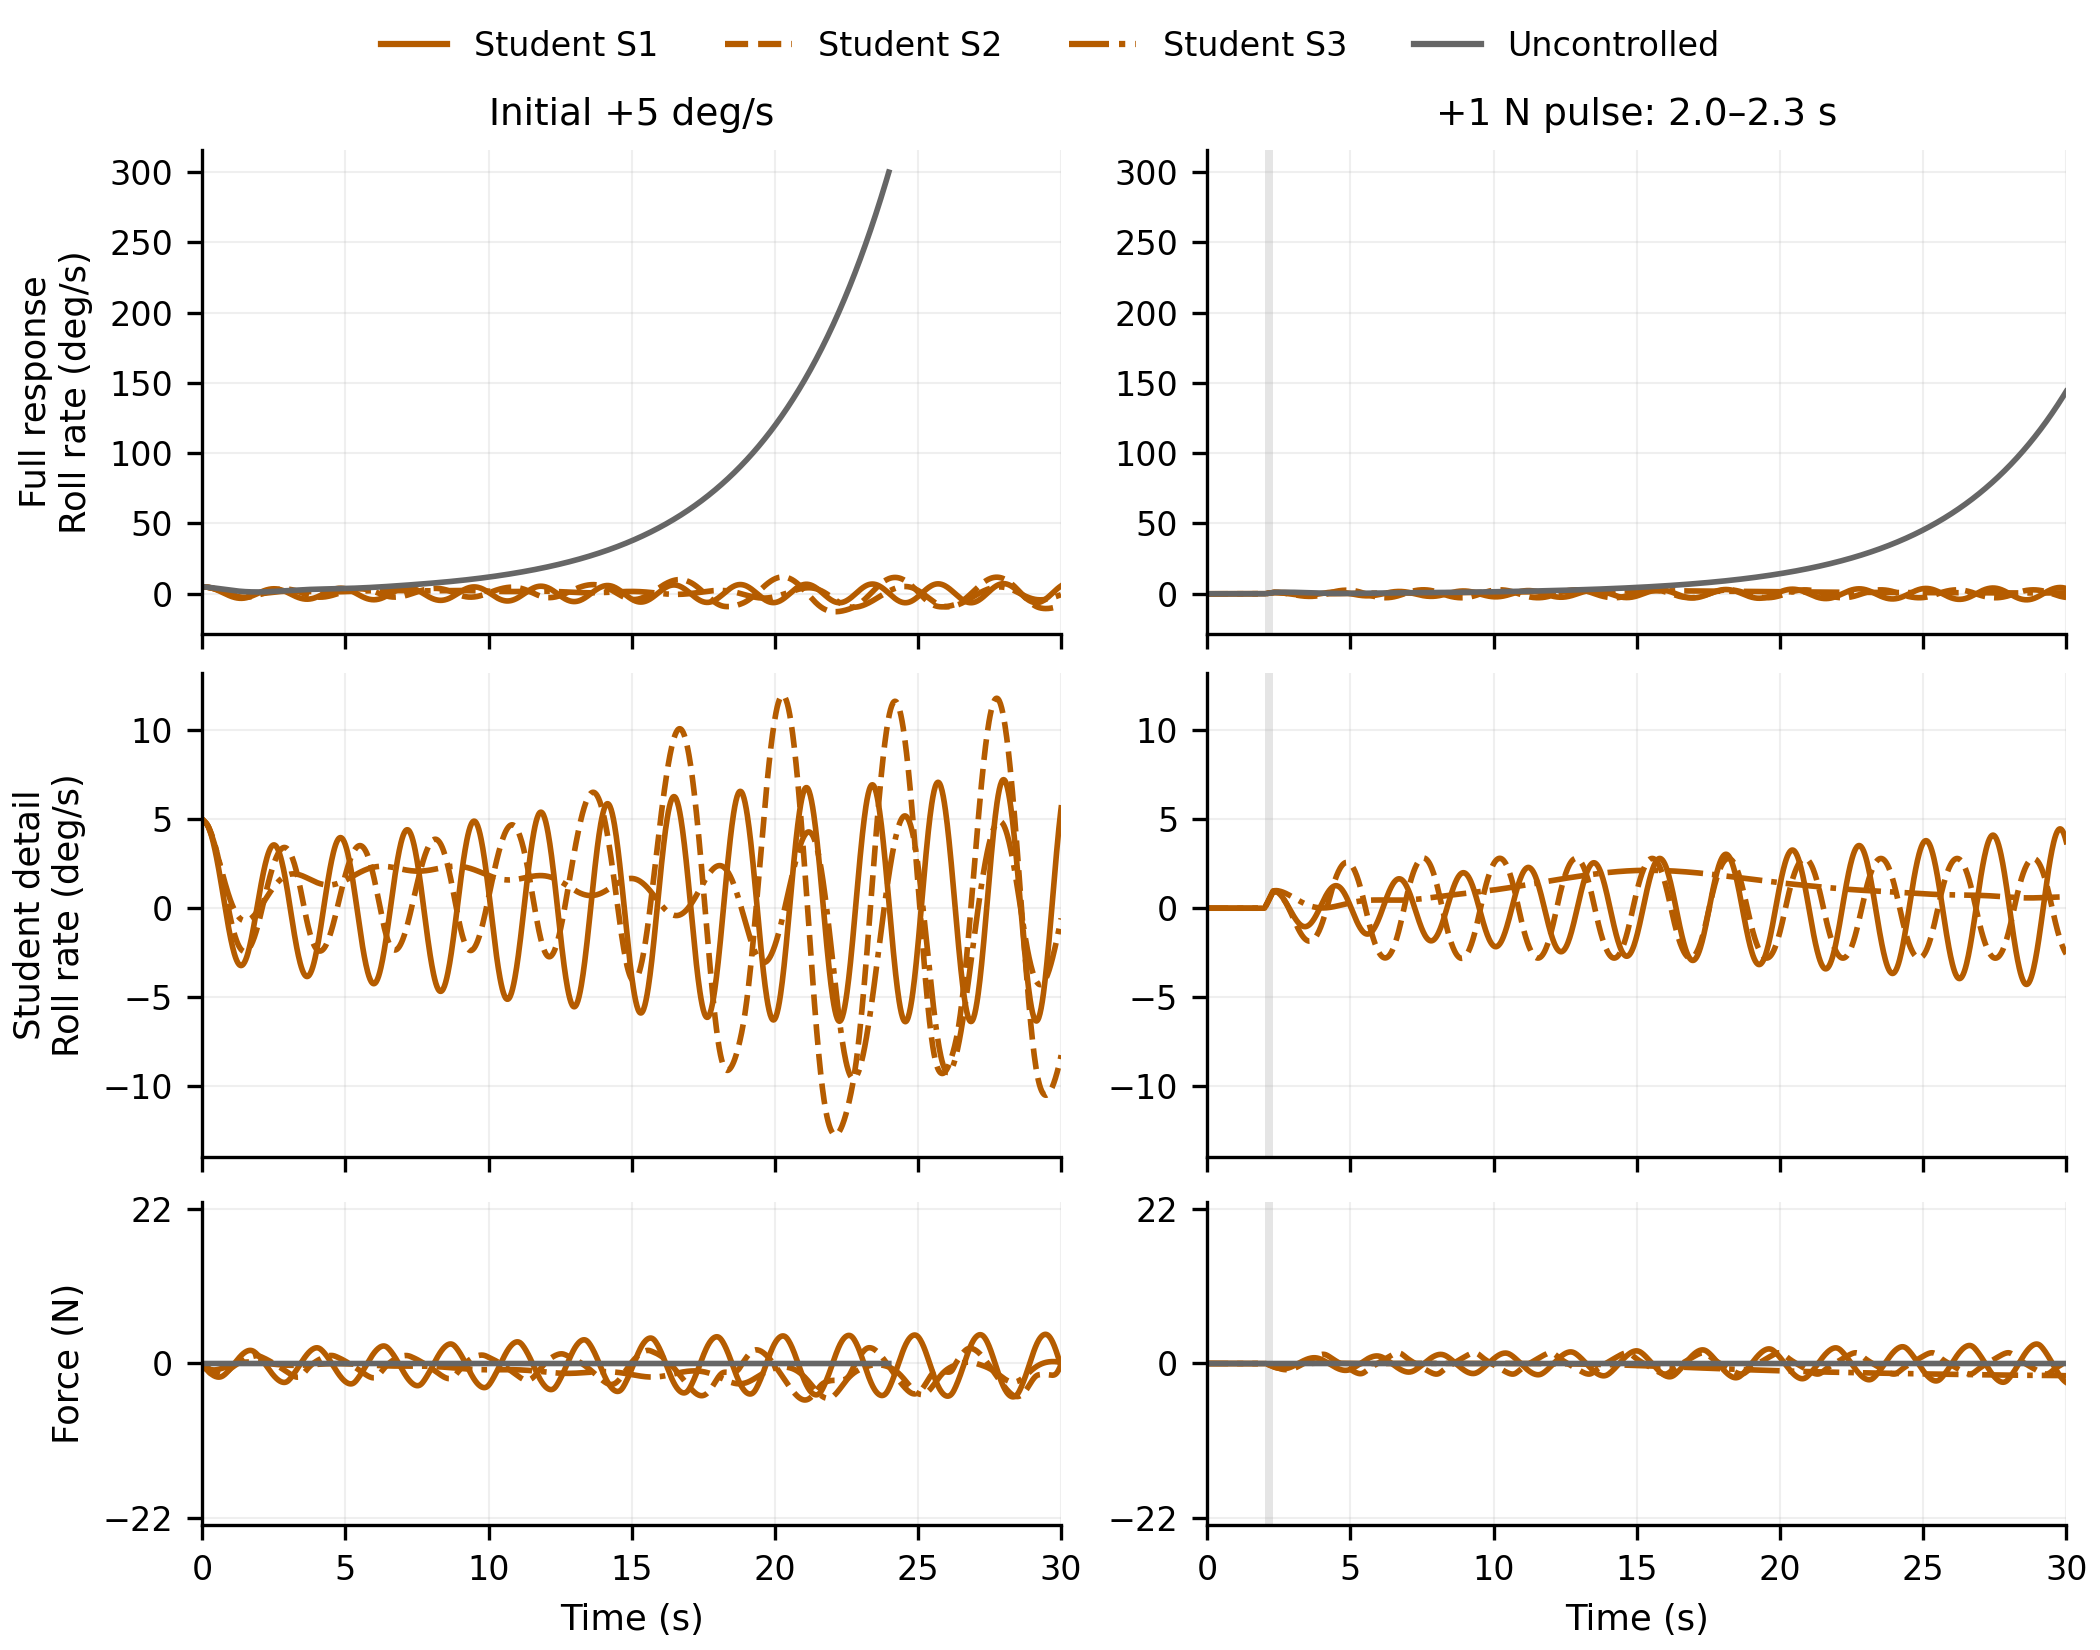 Student S1 Student S2 Student S3 Uncontrolled
Initial +5 deg/s
+1 N pulse: 2.0–2.3 s
Full response
Roll rate (deg/s)
300
250
200
150
100
50
0
300
250
200
150
100
50
0
Student detail
Roll rate (deg/s)
10
5
0
−5
−10
10
5
0
−5
−10
Force (N)
22
0
−22
22
0
−22
0 5 10 15 20 25 30
0 5 10 15 20 25 30
Time (s)
Time (s)